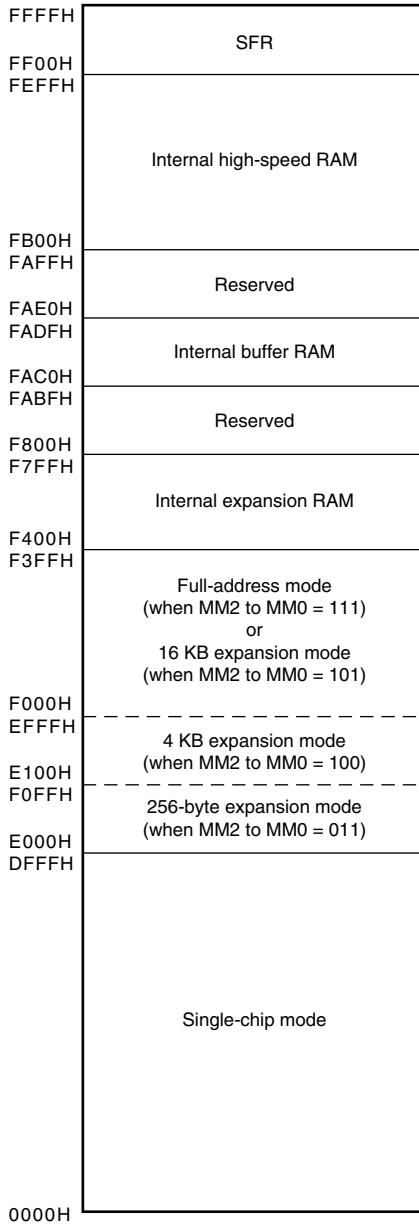 FFFFH
SFR
FF00H
FEFFH
Internal high-speed RAM
FB00H
FAFFH
Reserved
FAE0H
FADFH
Internal buffer RAM
FAC0H
FABFH
Reserved
F800H
F7FFH
Internal expansion RAM
F400H
F3FFH
Full-address mode
(when MM2 to MM0 = 111)
or
16 KB expansion mode
(when MM2 to MM0 = 101)
F000H
EFFFH
4 KB expansion mode
(when MM2 to MM0 = 100)
E100H
F0FFH
256-byte expansion mode
(when MM2 to MM0 = 011)
E000H
DFFFH
Single-chip mode
0000H